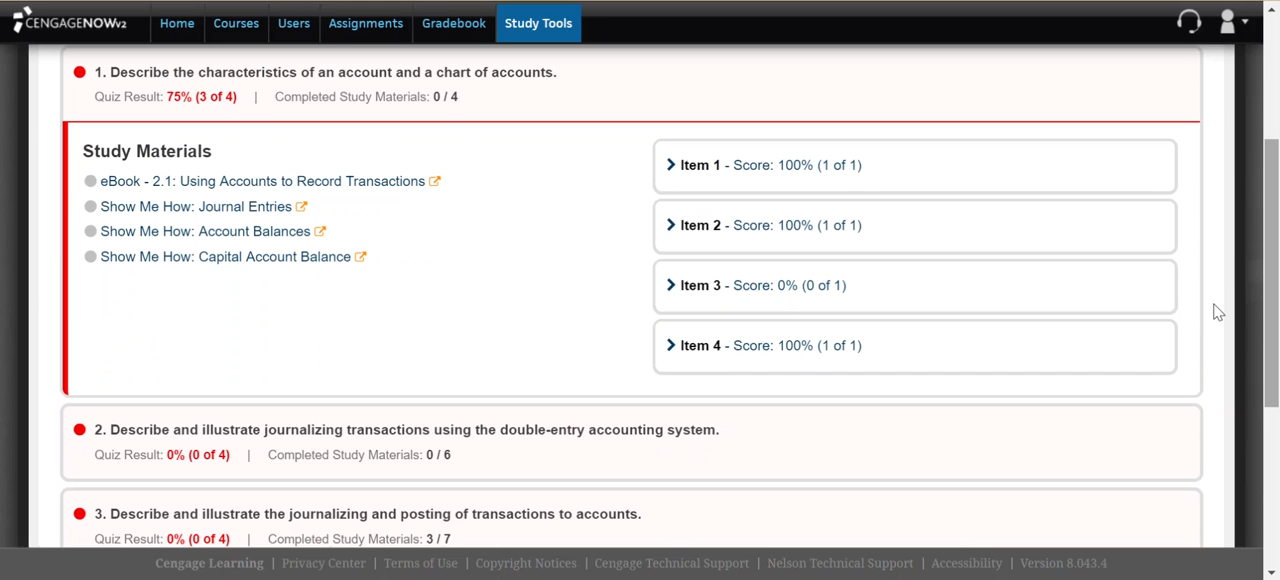 CENGAGENOWv2 Home Courses Users Assignments Gradebook Study Tools
1. Describe the characteristics of an account and a chart of accounts.
Quiz Result: 75% (3 of 4) | Completed Study Materials: 0 / 4
Study Materials
eBook - 2.1: Using Accounts to Record Transactions
Show Me How: Journal Entries
Show Me How: Account Balances
Show Me How: Capital Account Balance
Item 1 - Score: 100% (1 of 1)
Item 2 - Score: 100% (1 of 1)
Item 3 - Score: 0% (0 of 1)
Item 4 - Score: 100% (1 of 1)
2. Describe and illustrate journalizing transactions using the double-entry accounting system.
Quiz Result: 0% (0 of 4) | Completed Study Materials: 0 / 6
3. Describe and illustrate the journalizing and posting of transactions to accounts.
Quiz Result: 0% (0 of 4) | Completed Study Materials: 3 / 7
Cengage Learning | Privacy Center | Terms of Use | Copyright Notices | Cengage Technical Support | Nelson Technical Support | Accessibility | Version 8.043.4